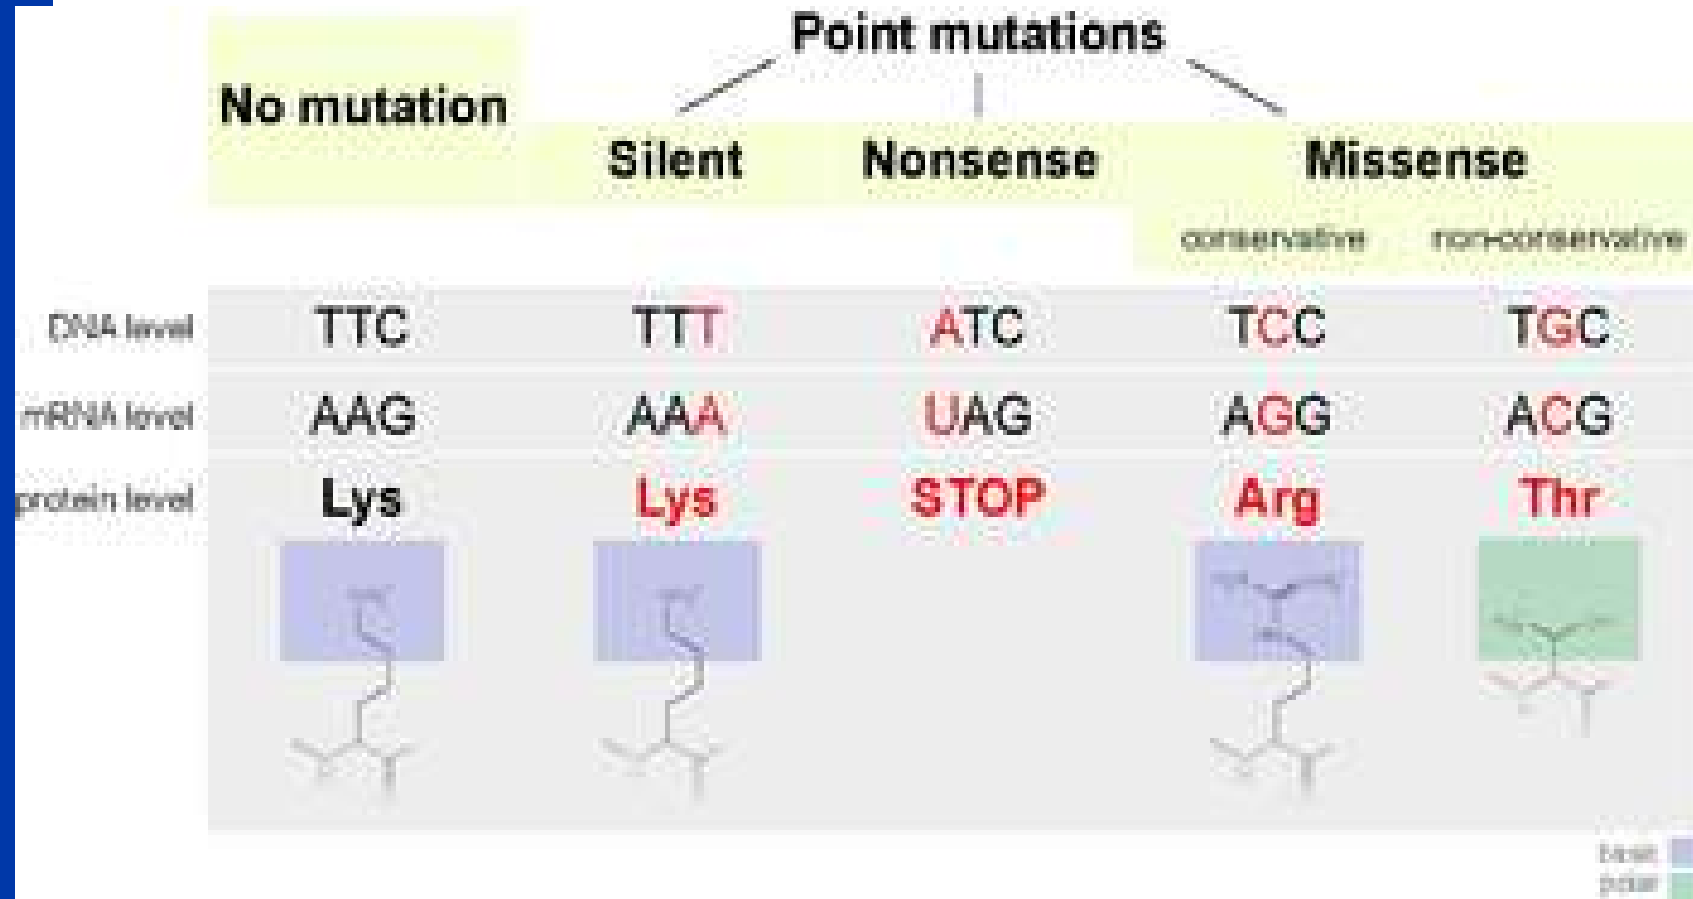 Point mutations
No mutation
Silent Nonsense Missense
conservative non-conservative
DNA level TTC TTT ATC TCC TGC
mRNA level AAG AAA UAG AGG ACG
protein level Lys Lys STOP Arg Thr
basic
polar